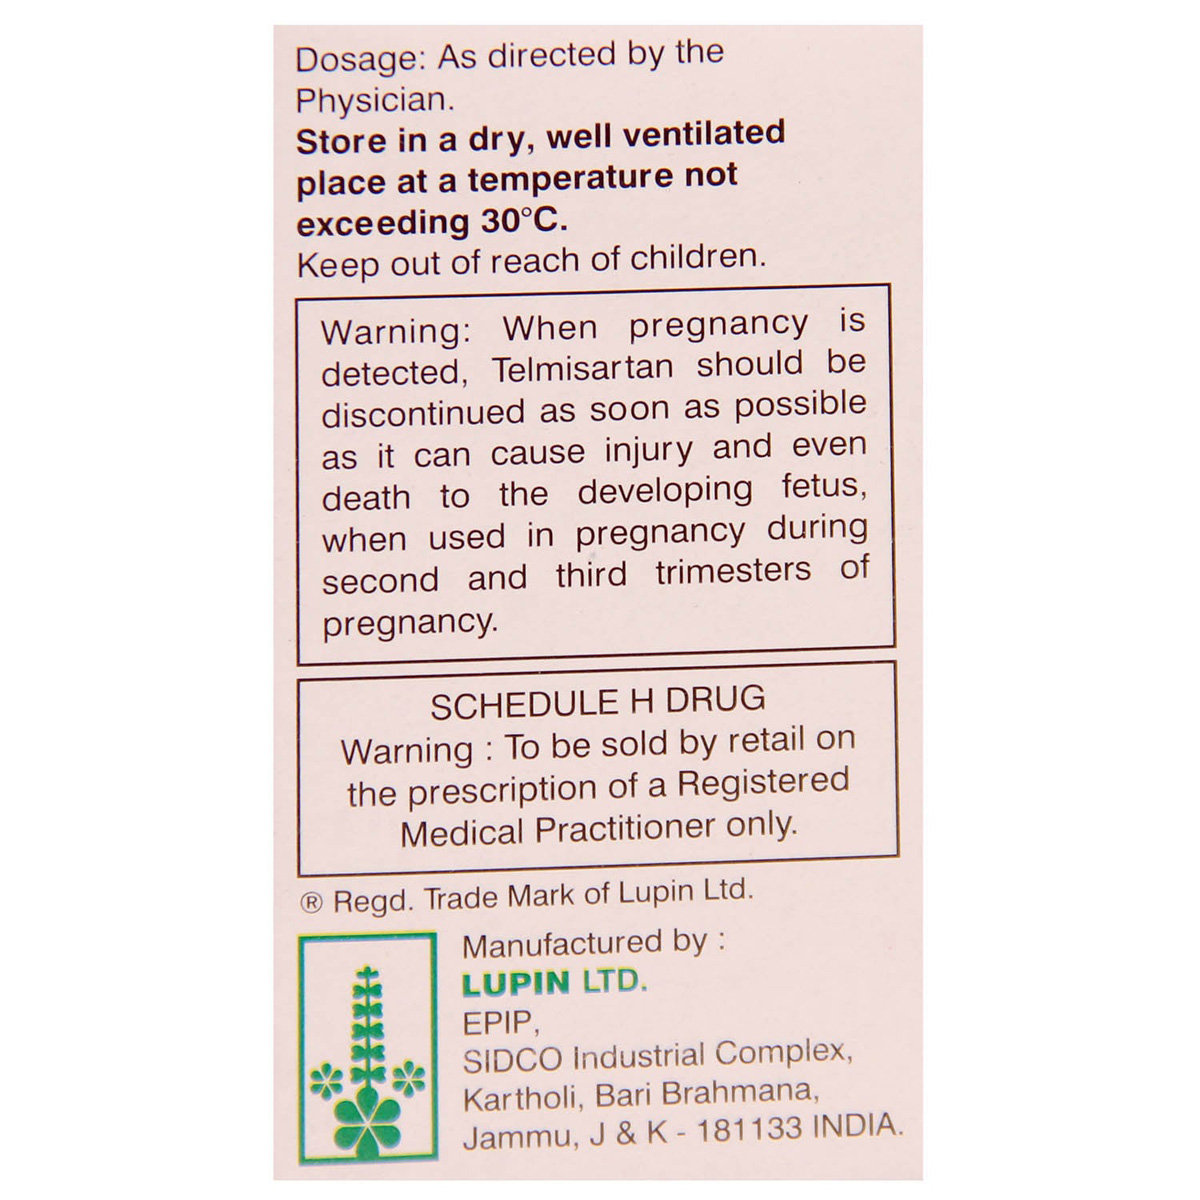 Dosage: As directed by the
Physician.
Store in a dry, well ventilated
place at a temperature not
exceeding 30°C.
Keep out of reach of children.
Warning: When pregnancy is
detected, Telmisartan should be
discontinued as soon as possible
as it can cause injury and even
death to the developing fetus,
when used in pregnancy during
second and third trimesters of
pregnancy.
SCHEDULE H DRUG
Warning : To be sold by retail on
the prescription of a Registered
Medical Practitioner only.
® Regd. Trade Mark of Lupin Ltd.
Manufactured by :
LUPIN LTD.
EPIP,
SIDCO Industrial Complex,
Kartholi, Bari Brahmana,
Jammu, J & K - 181133 INDIA.